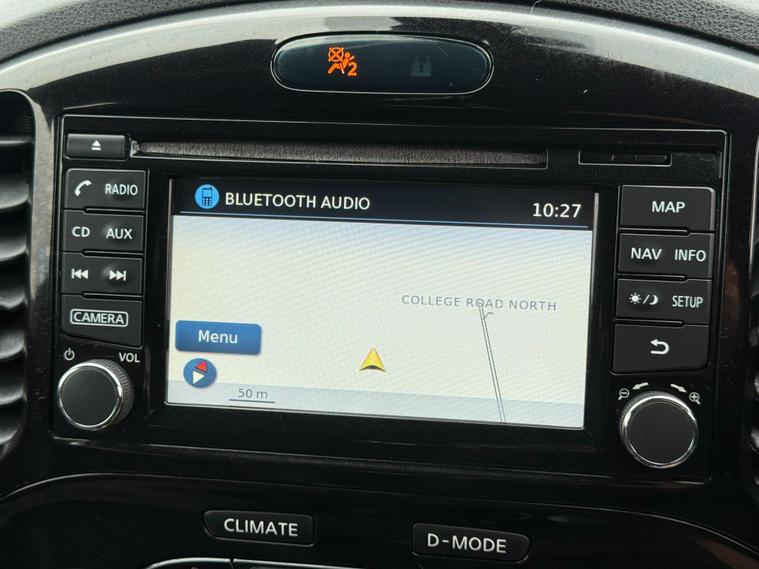 2
BLUETOOTH AUDIO 10:27
RADIO
CD AUX
CAMERA
VOL
COLLEGE ROAD NORTH
Menu
50 m
MAP
NAV INFO
SETUP
CLIMATE
D-MODE